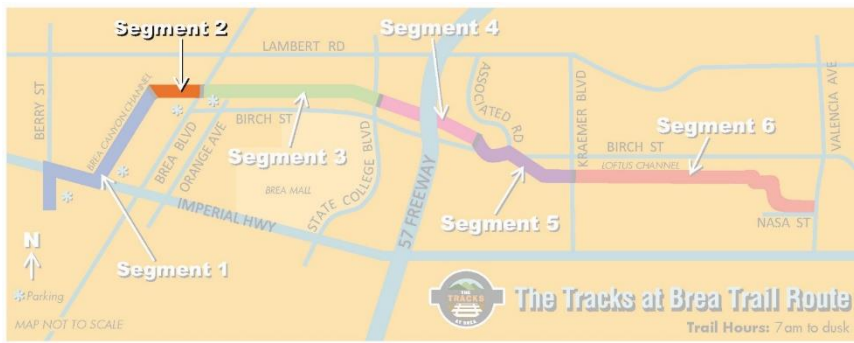 Segment 2
Segment 4
LAMBERT RD
BERRY ST
BREA CANYON CHANNEL
ASSOCIATED RD
VALENCIA AVE
BREA BLVD
ORANGE AVE
BIRCH ST
STATE COLLEGE BLVD
KRAEMER BLVD
Segment 6
Segment 3
BIRCH ST
LOFTUS CHANNEL
BREA MALL
57 FREEWAY
IMPERIAL HWY
Segment 5
NASA ST
N
Segment 1
*Parking
THE
TRACKS
AT BREA
The Tracks at Brea Trail Route
MAP NOT TO SCALE
Trail Hours: 7am to dusk